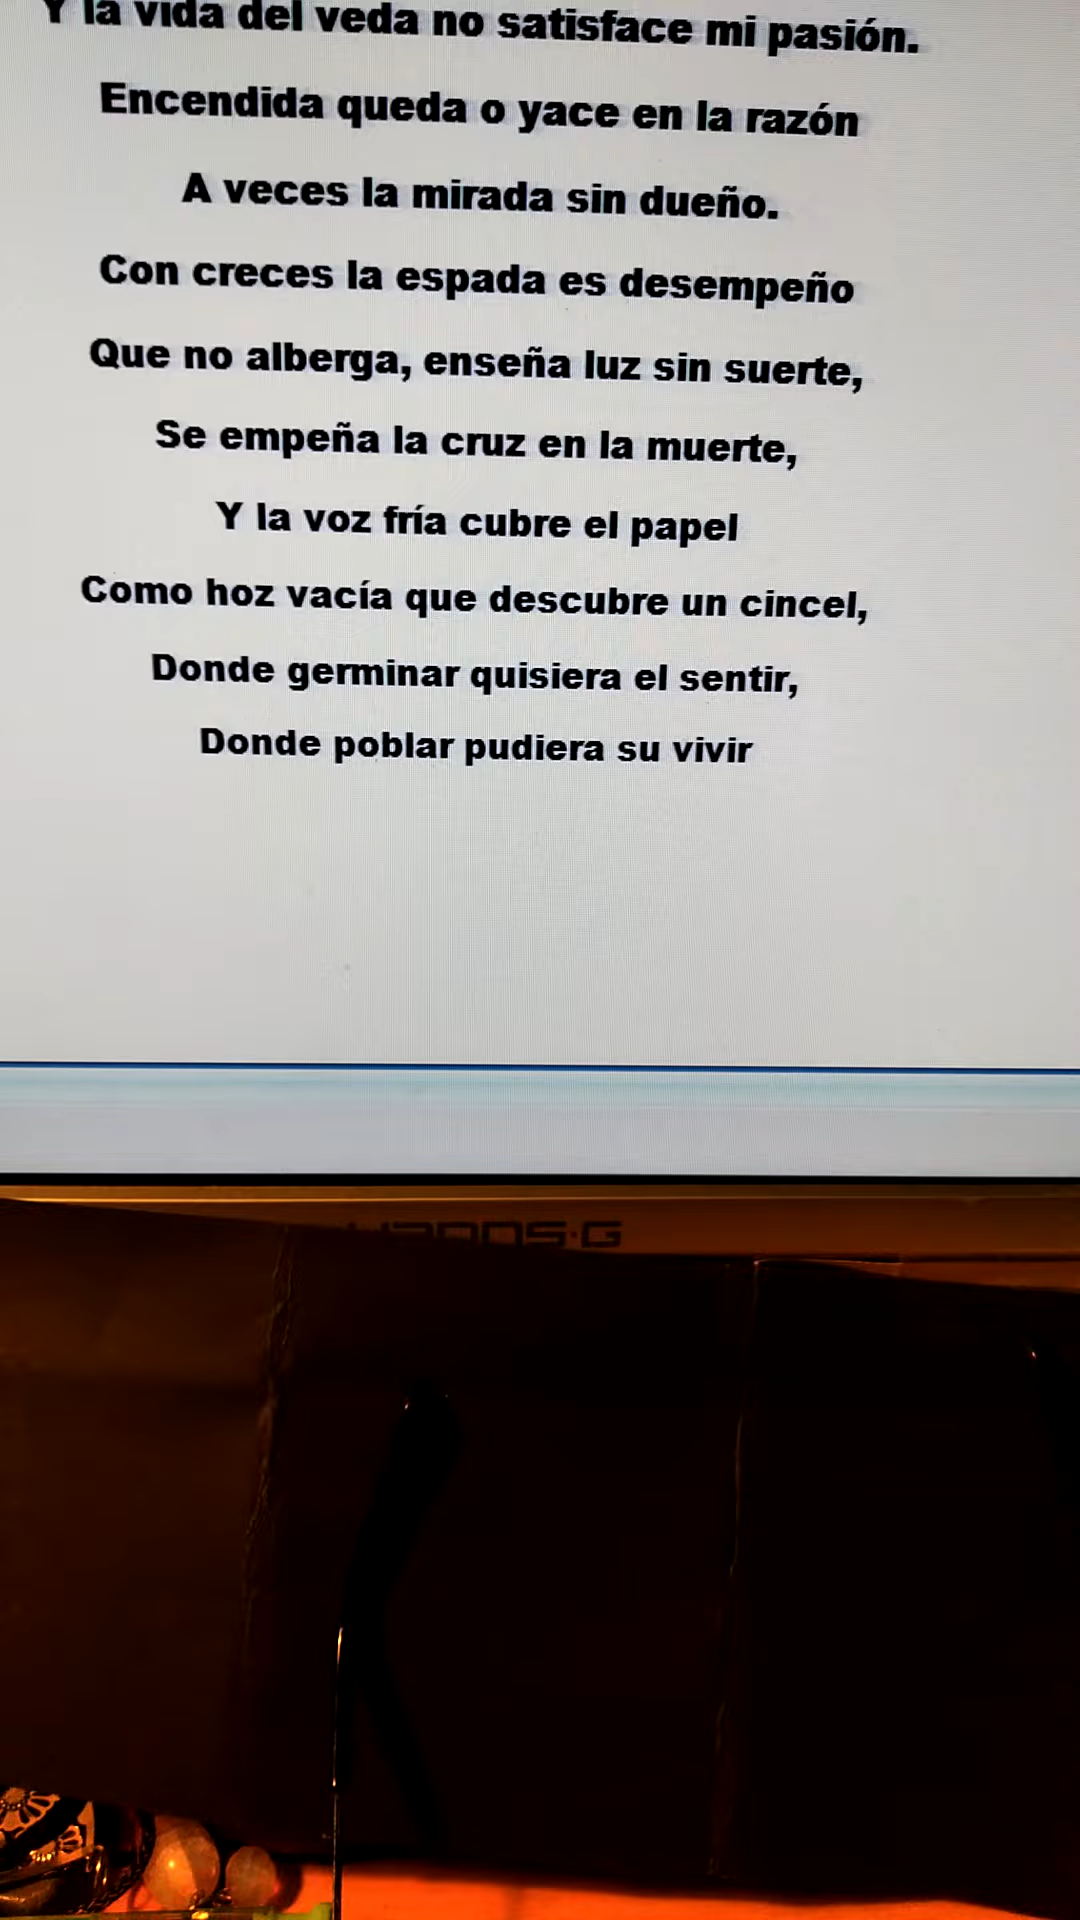 Y la vida del veda no satisface mi pasión.
Encendida queda o yace en la razón
A veces la mirada sin dueño.
Con creces la espada es desempeño
Que no alberga, enseña luz sin suerte,
Se empeña la cruz en la muerte,
Y la voz fría cubre el papel
Como hoz vacía que descubre un cincel,
Donde germinar quisiera el sentir,
Donde poblar pudiera su vivir